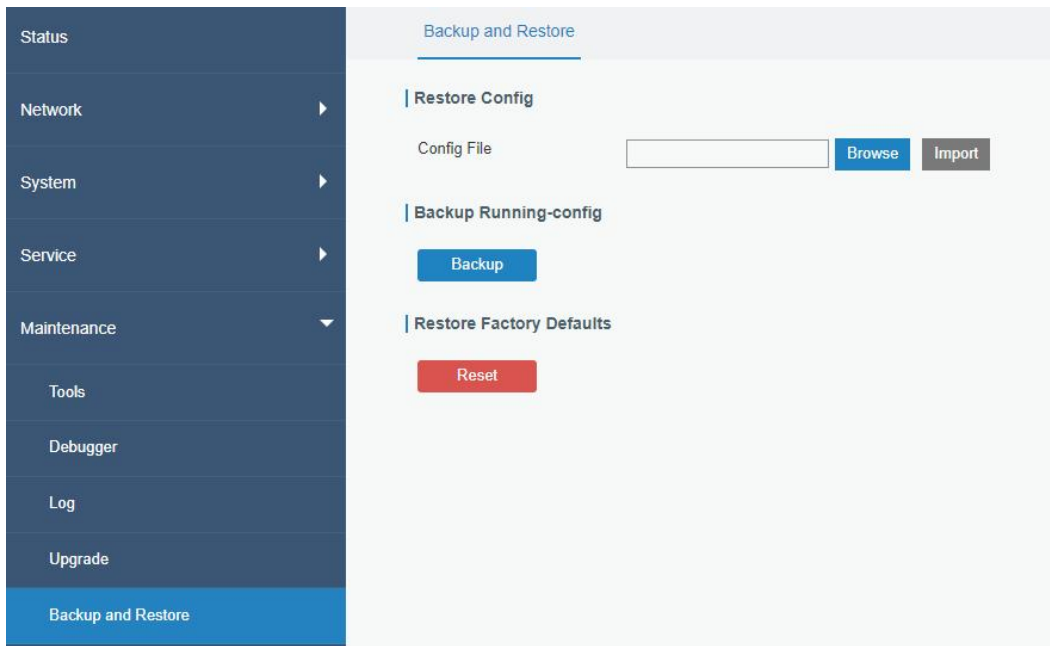 Status
Network
System
Service
Maintenance
Tools
Debugger
Log
Upgrade
Backup and Restore
Backup and Restore
Restore Config
Config File
Browse
Import
Backup Running-config
Backup
Restore Factory Defaults
Reset